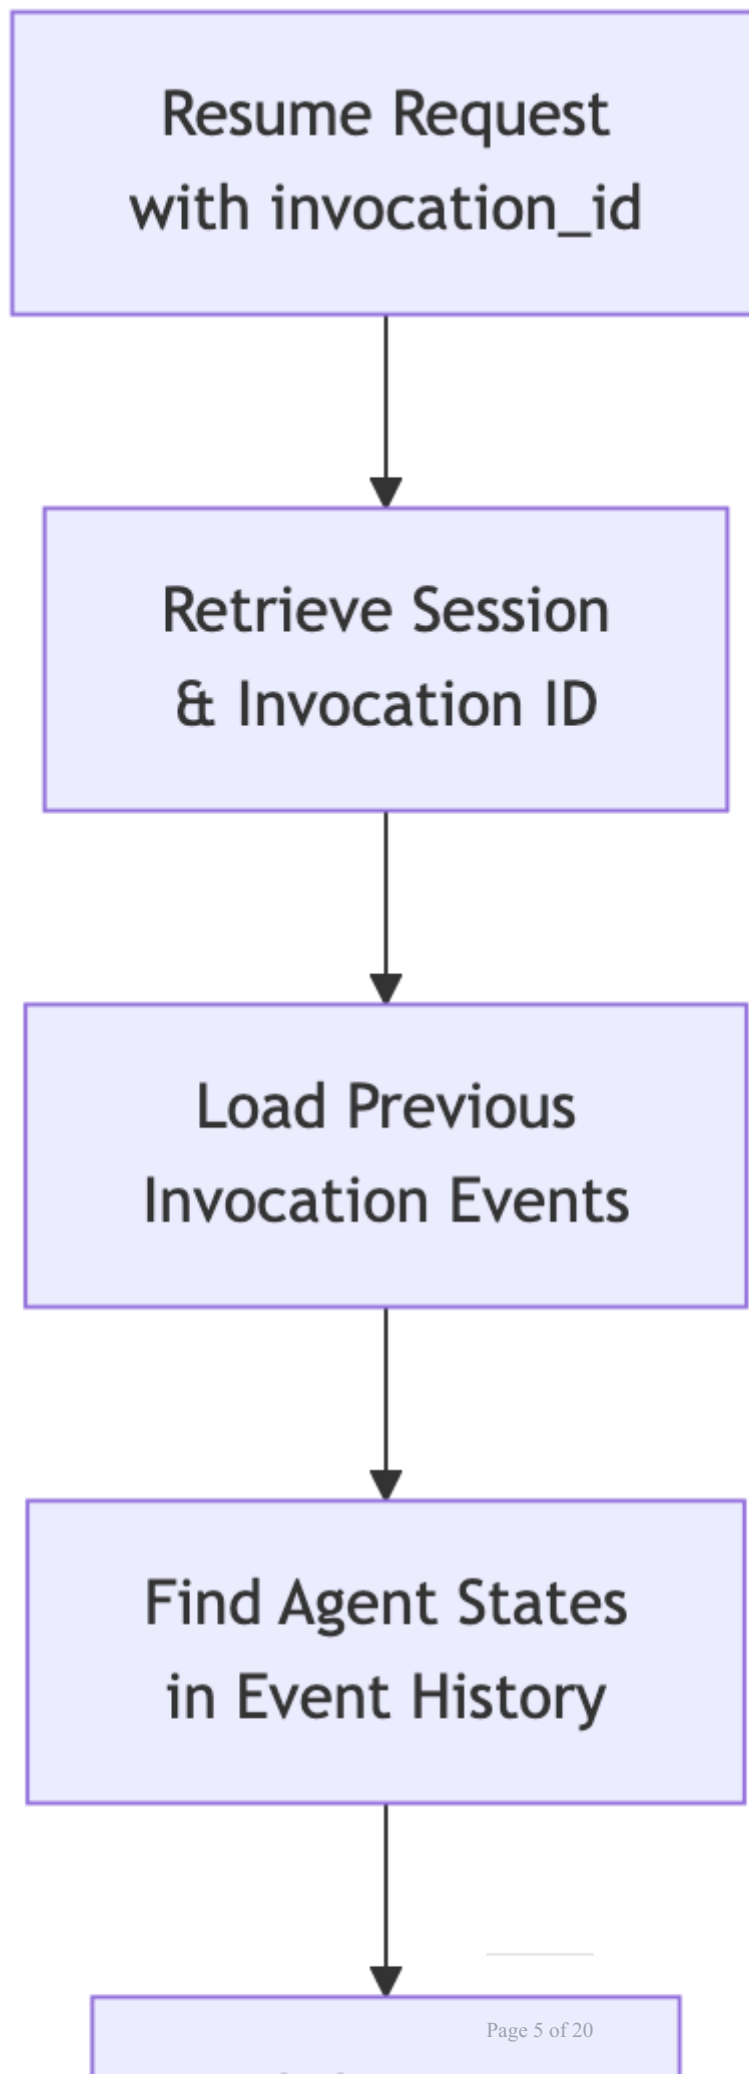 Resume Request
with invocation_id
Retrieve Session
& Invocation ID
Load Previous
Invocation Events
Find Agent States
in Event History
Page 5 of 20